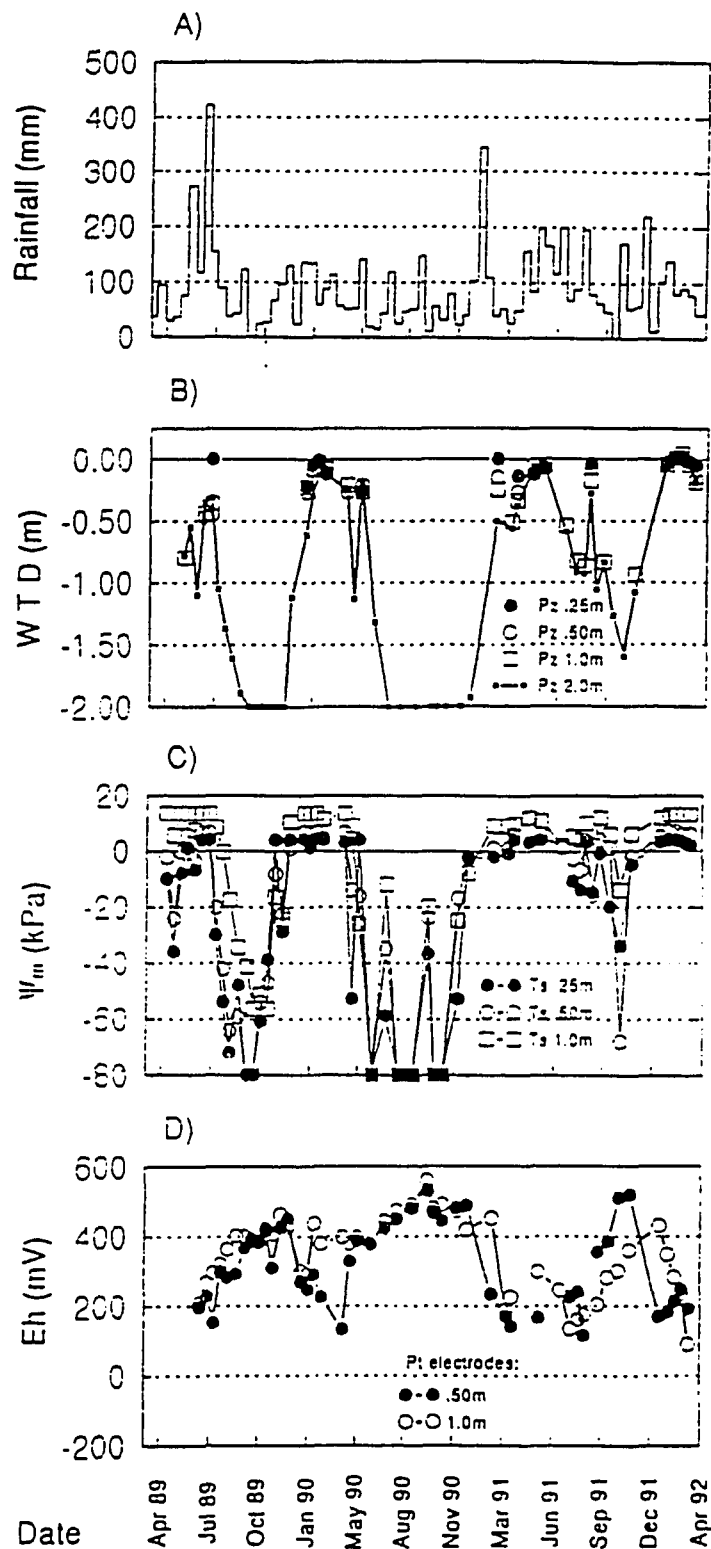 A)
500
400
300
200
100
0
Rainfall (mm)
B)
0.00
-0.50
-1.00
-1.50
-2.00
W T D (m)
Pz .25m
Pz .50m
Pz 1.0m
Pz 2.0m
C)
20
0
-20
-40
-60
-80
Ψm (kPa)
Ts .25m
Ts .50m
Ts 1.0m
D)
600
400
200
0
-200
Eh (mV)
Pt electrodes:
.50m
1.0m
Date
Apr 89
Jul 89
Oct 89
Jan 90
May 90
Aug 90
Nov 90
Mar 91
Jun 91
Sep 91
Dec 91
Apr 92